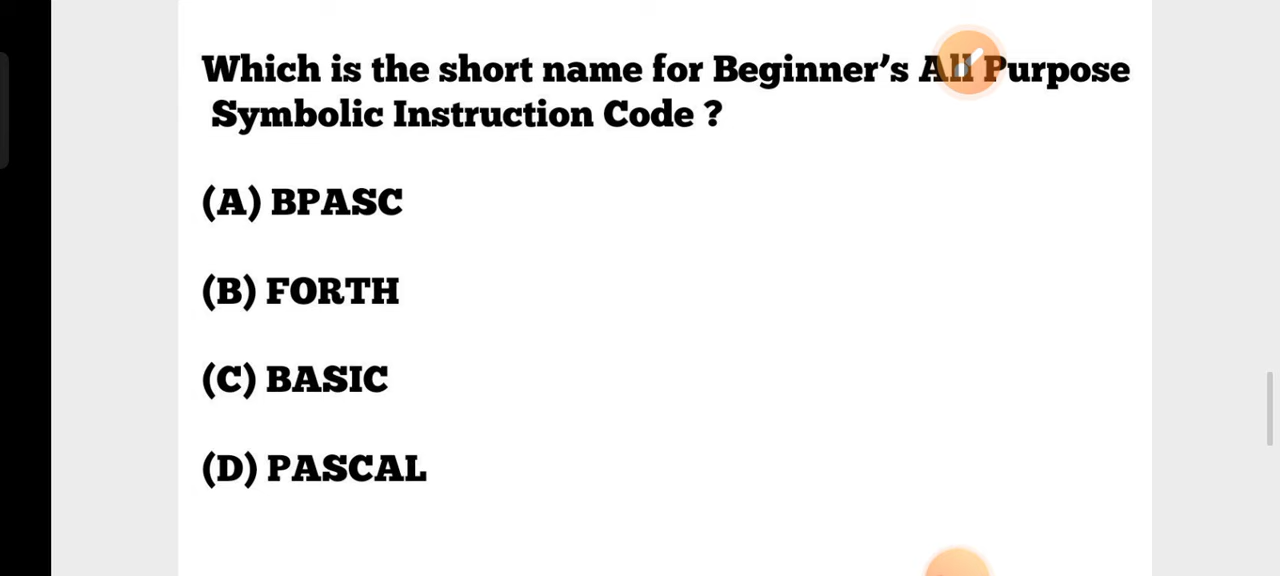 Which is the short name for Beginner’s All Purpose
Symbolic Instruction Code ?
(A) BPASC
(B) FORTH
(C) BASIC
(D) PASCAL